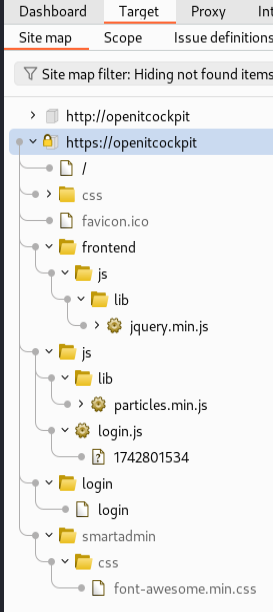 Dashboard Target Proxy Int
Site map Scope Issue definitions
Site map filter: Hiding not found items
http://openitcockpit
https://openitcockpit
/
css
favicon.ico
frontend
js
lib
jquery.min.js
js
lib
particles.min.js
login.js
1742801534
login
login
smartadmin
css
font-awesome.min.css